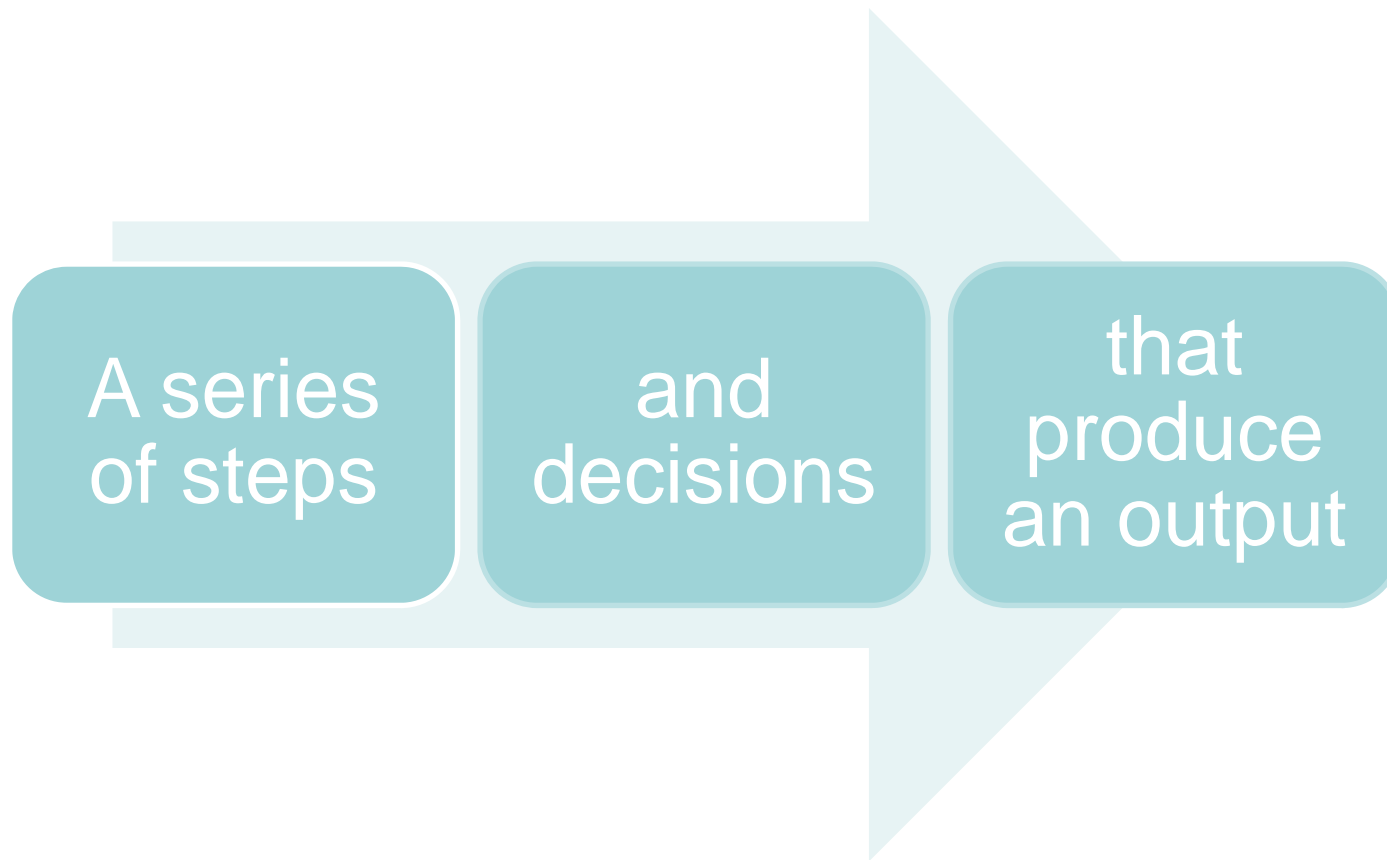 A series
of steps
and
decisions
that
produce
an output